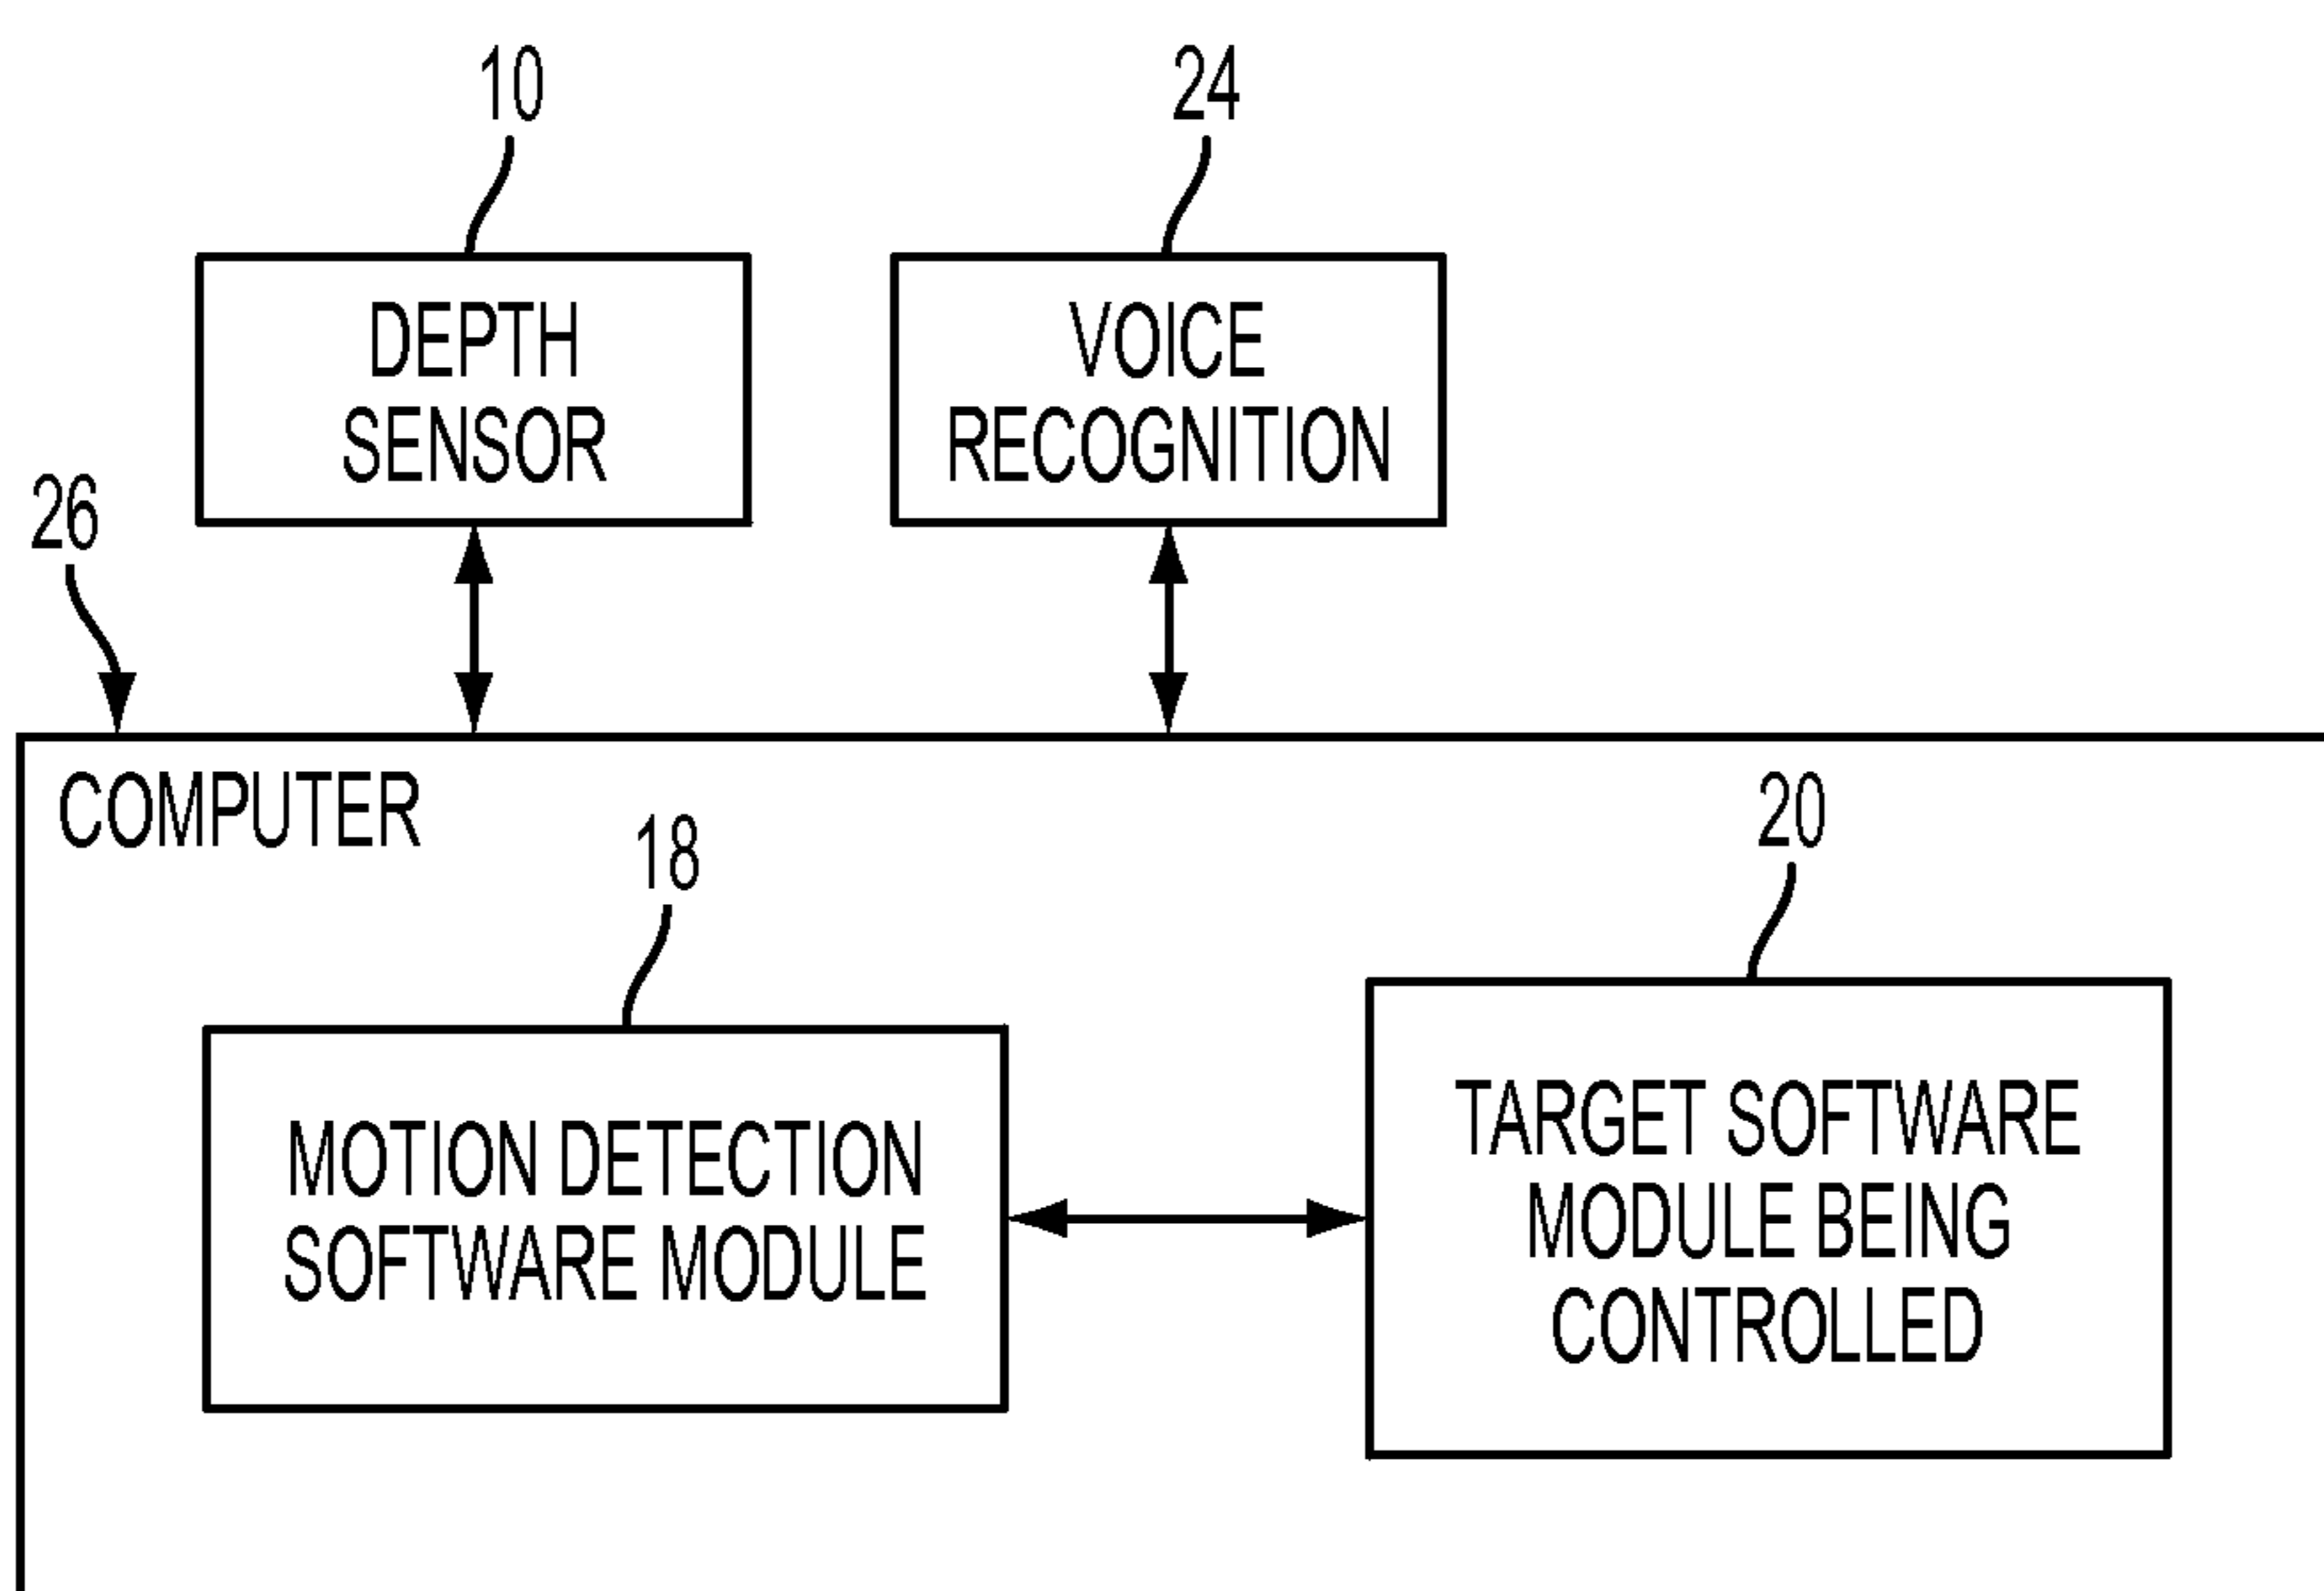 10
24
DEPTH
SENSOR
VOICE
RECOGNITION
26
COMPUTER
18
20
MOTION DETECTION
SOFTWARE MODULE
TARGET SOFTWARE
MODULE BEING
CONTROLLED